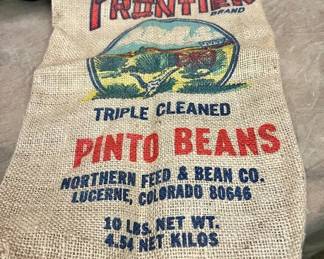 FRONTIER
BRAND
TRIPLE CLEANED
PINTO BEANS
NORTHERN FEED & BEAN CO.
LUCERNE, COLORADO 80646
10 LBS. NET WT.
4.54 NET KILOS